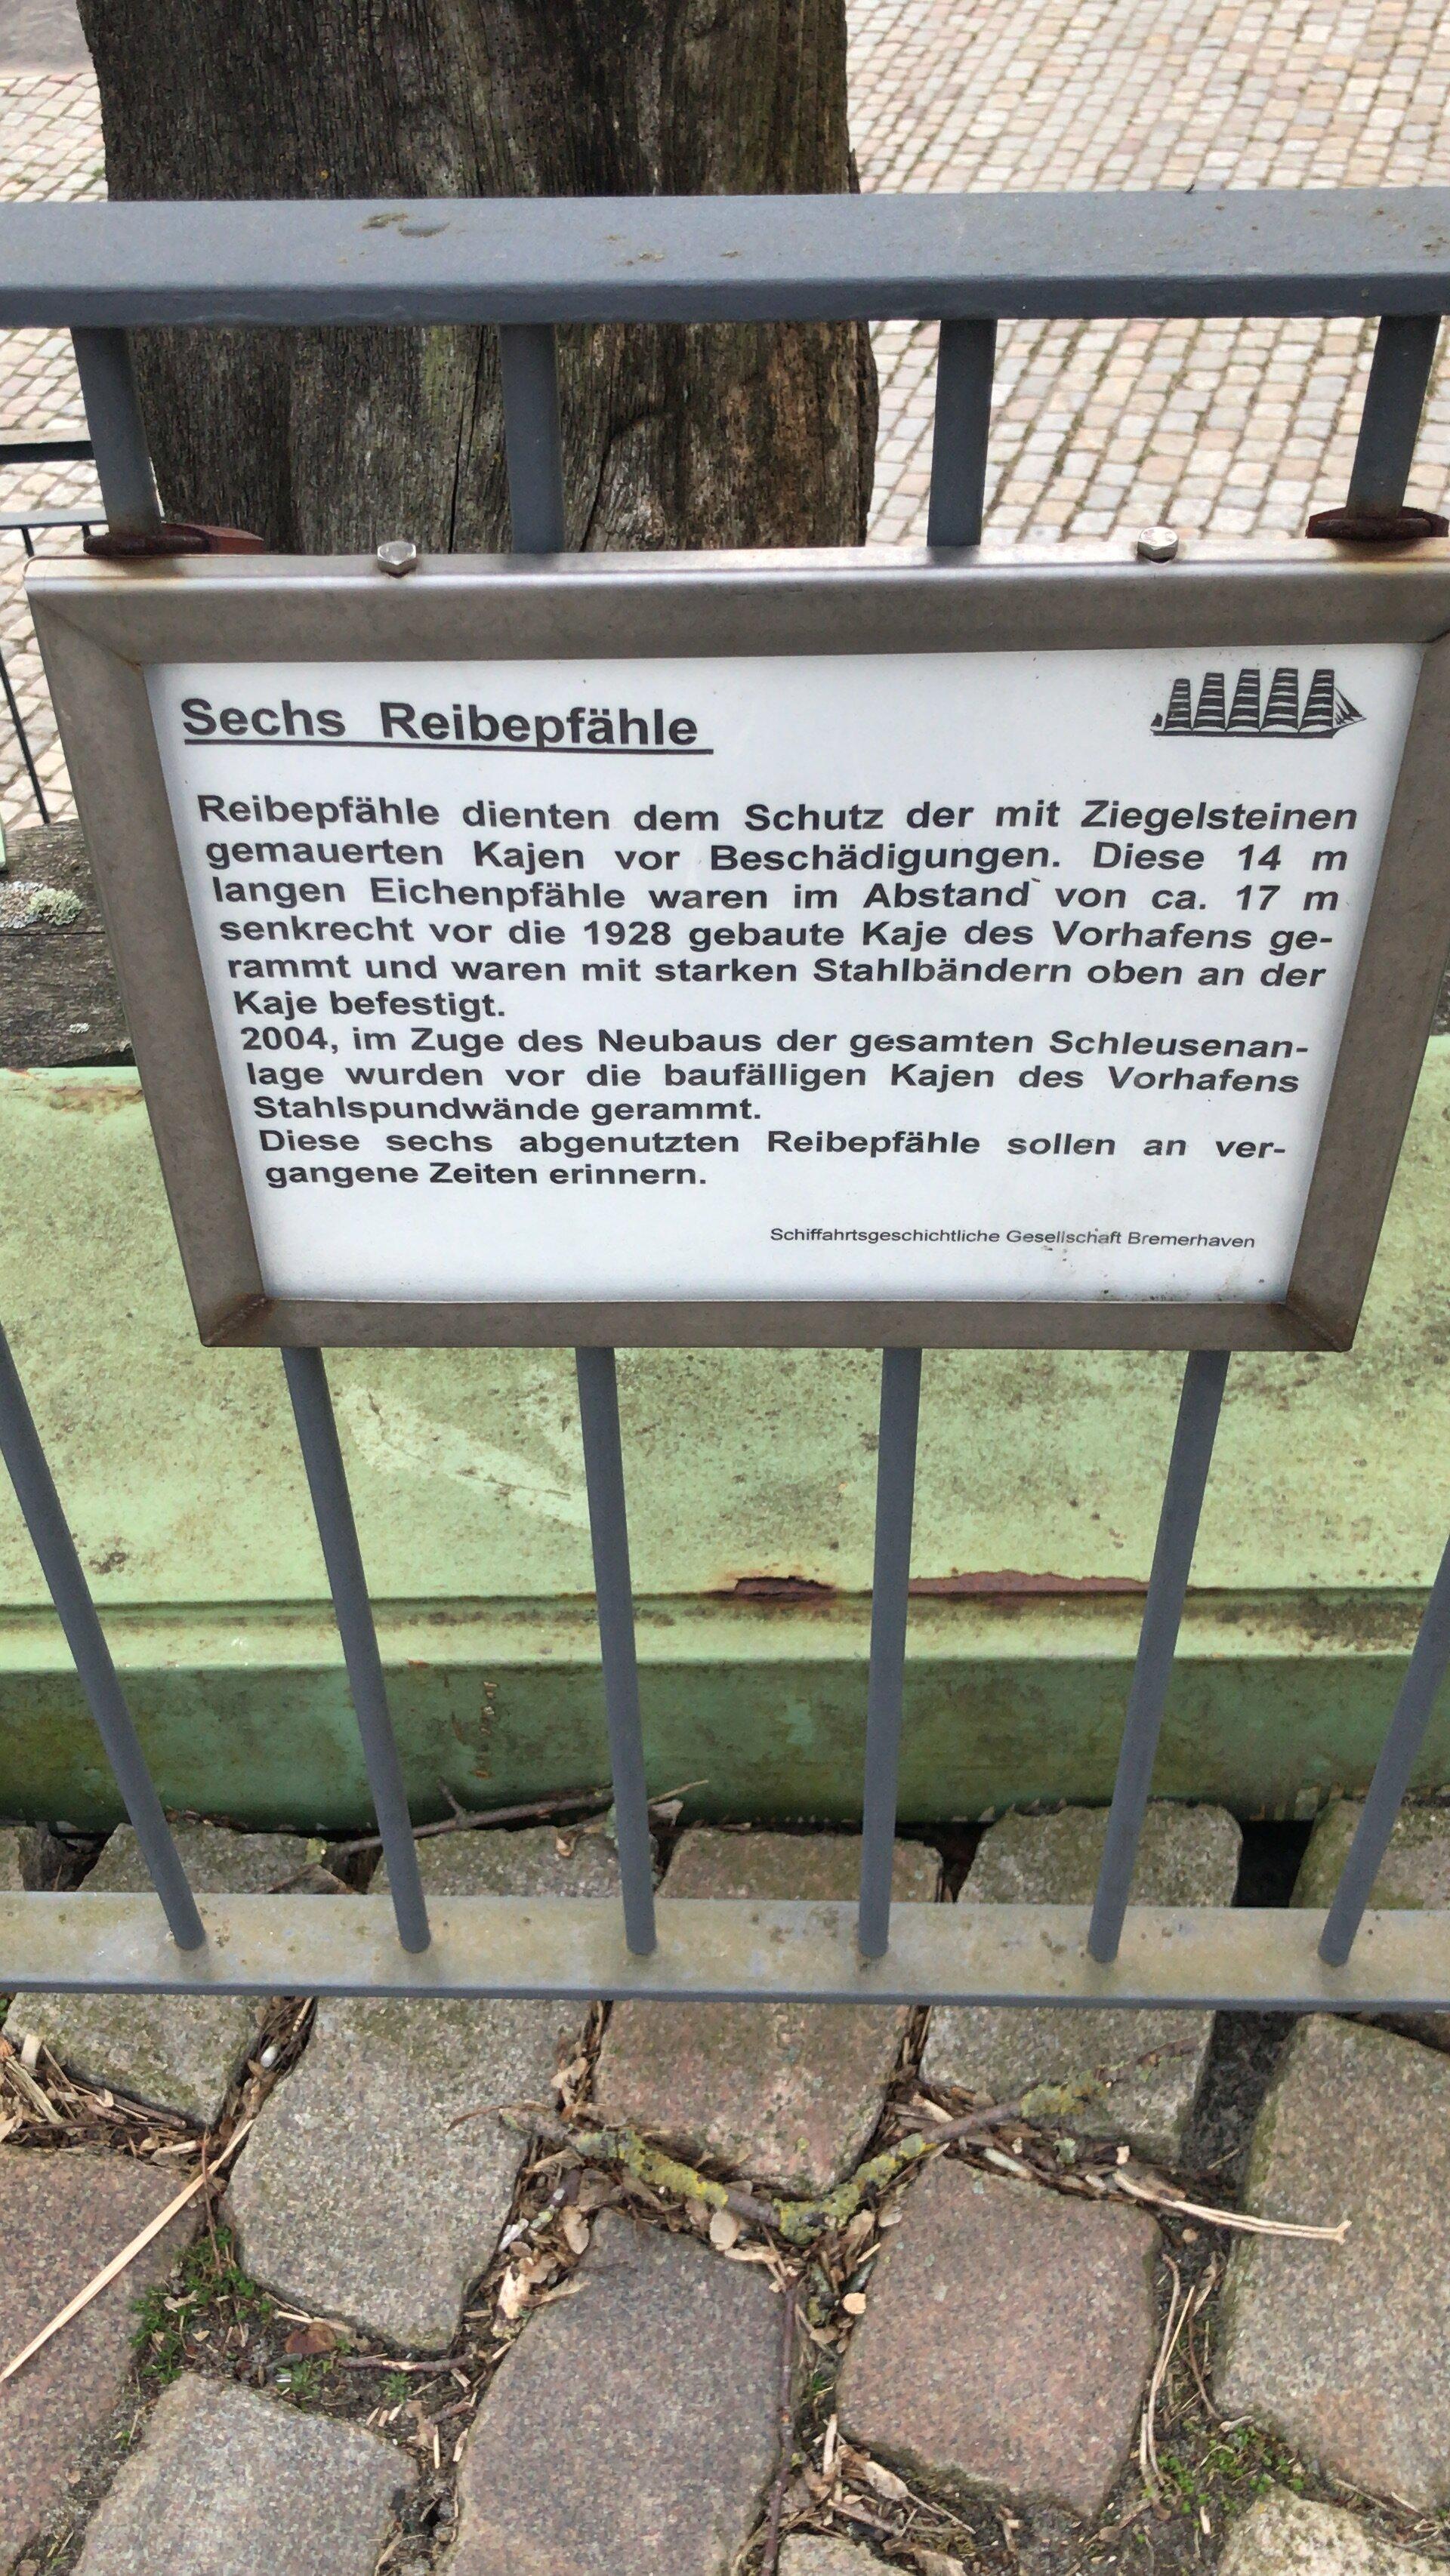 Sechs Reibepfähle
Reibepfähle dienten dem Schutz der mit Ziegelsteinen
gemauerten Kajen vor Beschädigungen. Diese 14 m
langen Eichenpfähle waren im Abstand von ca. 17 m
senkrecht vor die 1928 gebaute Kaje des Vorhafens ge-
rammt und waren mit starken Stahlbändern oben an der
Kaje befestigt.
2004, im Zuge des Neubaus der gesamten Schleusenan-
lage wurden vor die baufälligen Kajen des Vorhafens
Stahlspundwände gerammt.
Diese sechs abgenutzten Reibepfähle sollen an ver-
gangene Zeiten erinnern.
Schiffahrtsgeschichtliche Gesellschaft Bremerhaven